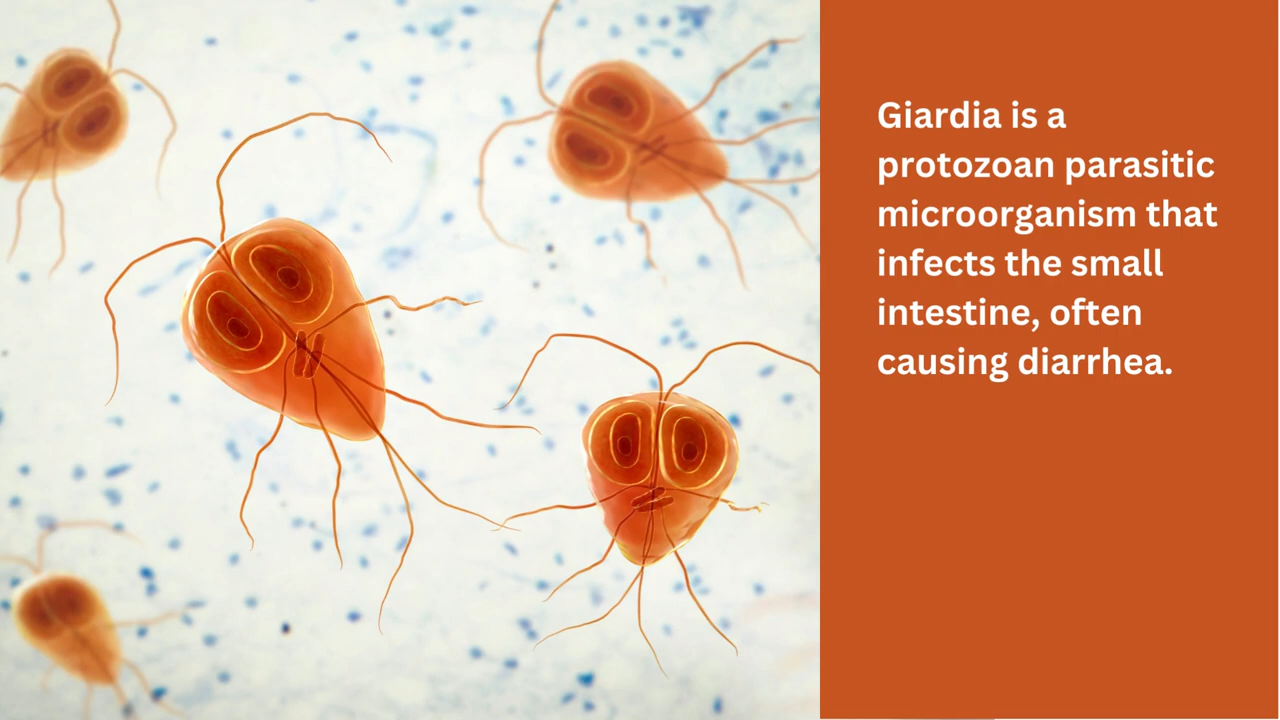 Giardia is a
protozoan parasitic
microorganism that
infects the small
intestine, often
causing diarrhea.